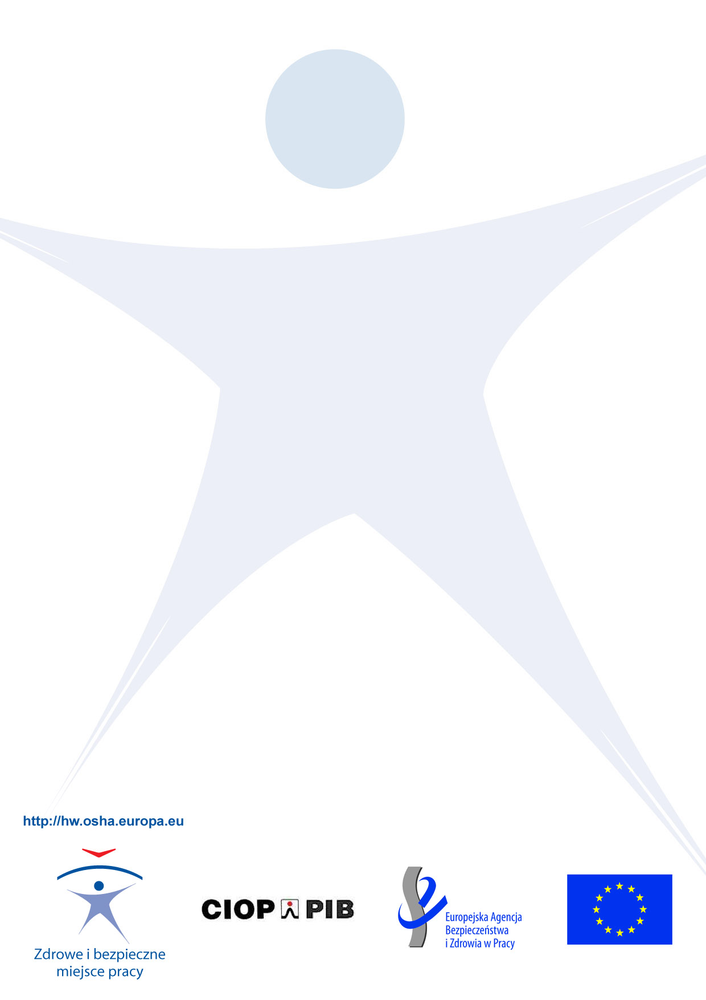 http://hw.osha.europa.eu
Zdrowe i bezpieczne
miejsce pracy
CIOP PIB
Europejska Agencja
Bezpieczeństwa
i Zdrowia w Pracy